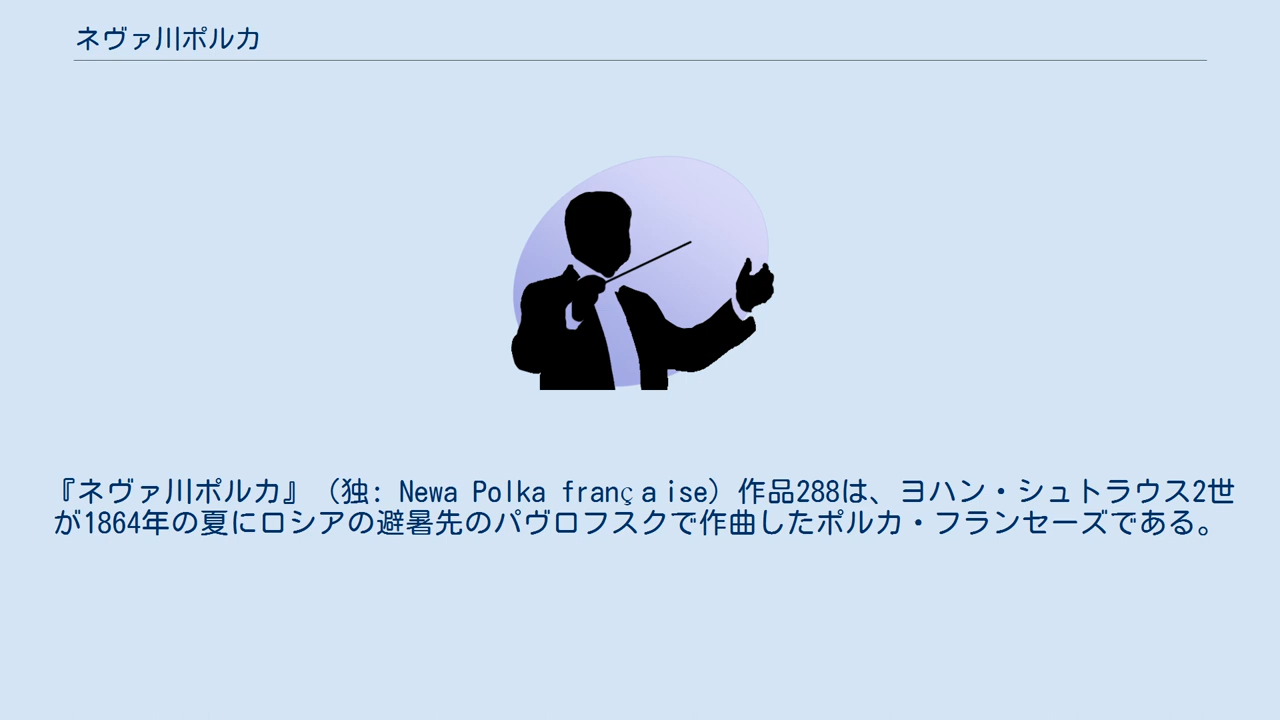 ネヴァ川ポルカ
『ネヴァ川ポルカ』（独: Newa Polka française）作品288は、ヨハン・シュトラウス2世
が1864年の夏にロシアの避暑先のパヴロフスクで作曲したポルカ・フランセーズである。